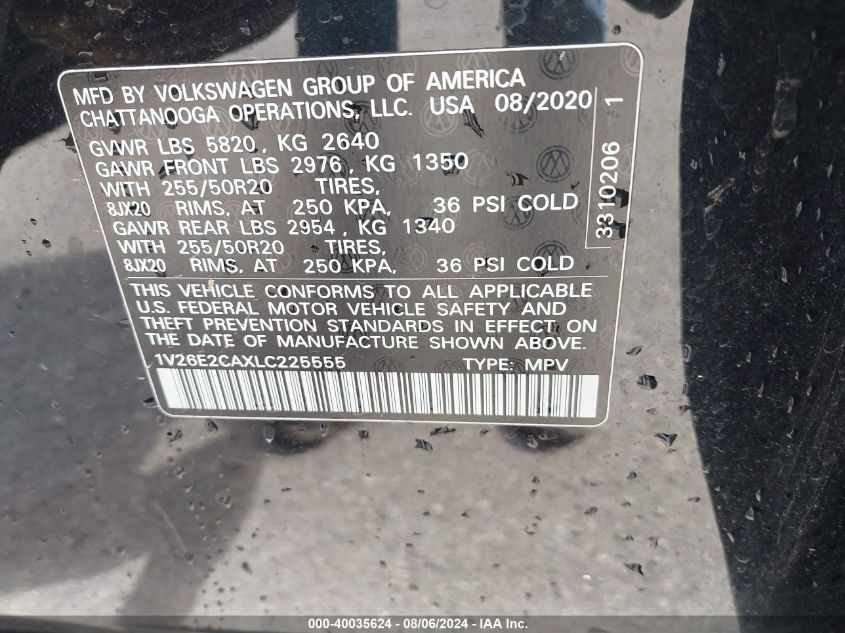 MFD BY VOLKSWAGEN GROUP OF AMERICA
CHATTANOOGA OPERATIONS, LLC. USA 08/2020
GVWR LBS 5820, KG 2640
GAWR FRONT LBS 2976, KG 1350
WITH 255/50R20 TIRES,
8JX20 RIMS, AT 250 KPA, 36 PSI COLD
GAWR REAR LBS 2954, KG 1340
WITH 255/50R20 TIRES,
8JX20 RIMS, AT 250 KPA, 36 PSI COLD
3310206 1
THIS VEHICLE CONFORMS TO ALL APPLICABLE
U.S. FEDERAL MOTOR VEHICLE SAFETY AND
THEFT PREVENTION STANDARDS IN EFFECT ON
THE DATE OF MANUFACTURE SHOWN ABOVE.
1V26E2CAXLC225555 TYPE: MPV
000-40035624 - 08/06/2024 - IAA Inc.